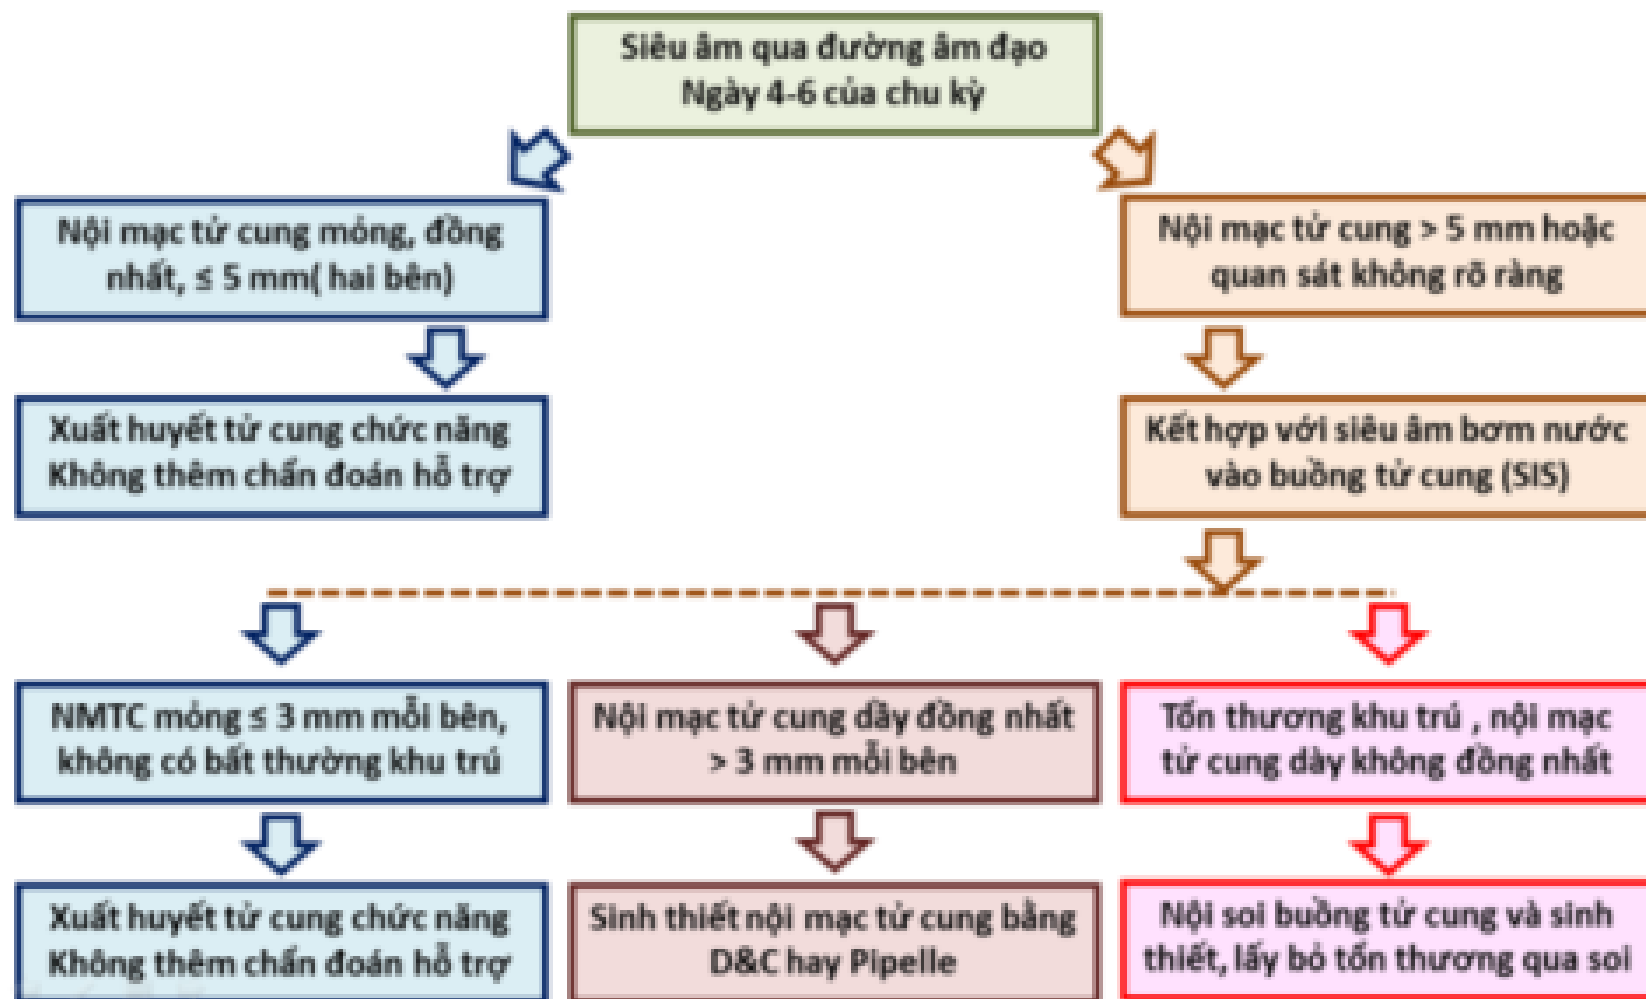 Siêu âm qua đường âm đạo
Ngày 4-6 của chu kỳ
Nội mạc tử cung mỏng, đồng
nhất, ≤ 5 mm( hai bên)
Nội mạc tử cung > 5 mm hoặc
quan sát không rõ ràng
Xuất huyết tử cung chức năng
Không thêm chẩn đoán hỗ trợ
Kết hợp với siêu âm bơm nước
vào buồng tử cung (SIS)
NMTC mỏng ≤ 3 mm mỗi bên,
không có bất thường khu trú
Nội mạc tử cung dầy đồng nhất
> 3 mm mỗi bên
Tổn thương khu trú , nội mạc
tử cung dày không đồng nhất
Xuất huyết tử cung chức năng
Không thêm chẩn đoán hỗ trợ
Sinh thiết nội mạc tử cung bằng
D&C hay Pipelle
Nội soi buồng tử cung và sinh
thiết, lấy bỏ tổn thương qua soi